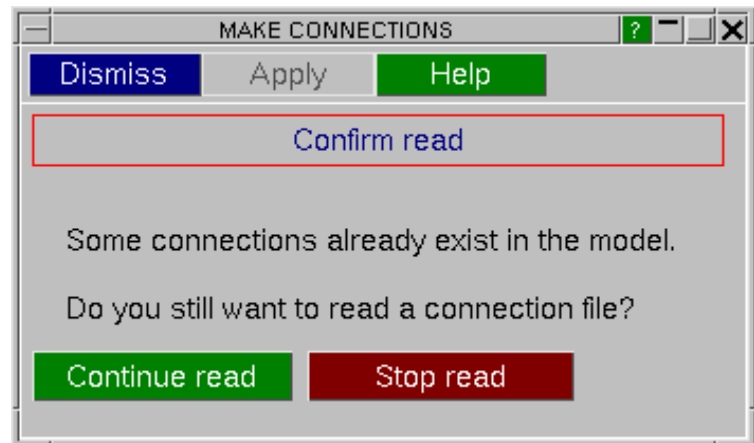 MAKE CONNECTIONS ?
Dismiss Apply Help
Confirm read
Some connections already exist in the model.
Do you still want to read a connection file?
Continue read Stop read